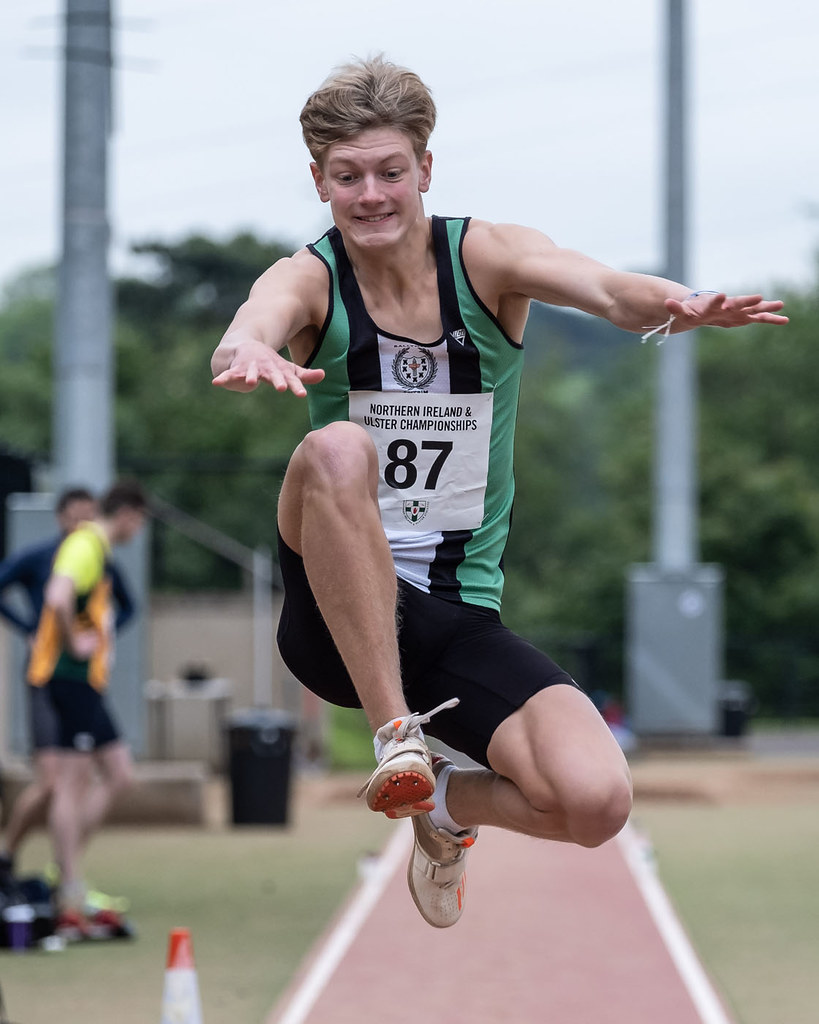 NORTHERN IRELAND &
ULSTER CHAMPIONSHIPS
87